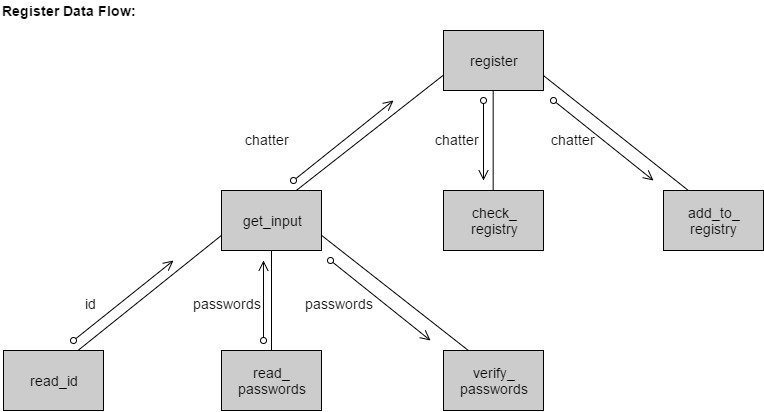 Register Data Flow:
register
chatter
chatter
chatter
get_input
check_
registry
add_to_
registry
id
passwords
passwords
read_id
read_
passwords
verify_
passwords